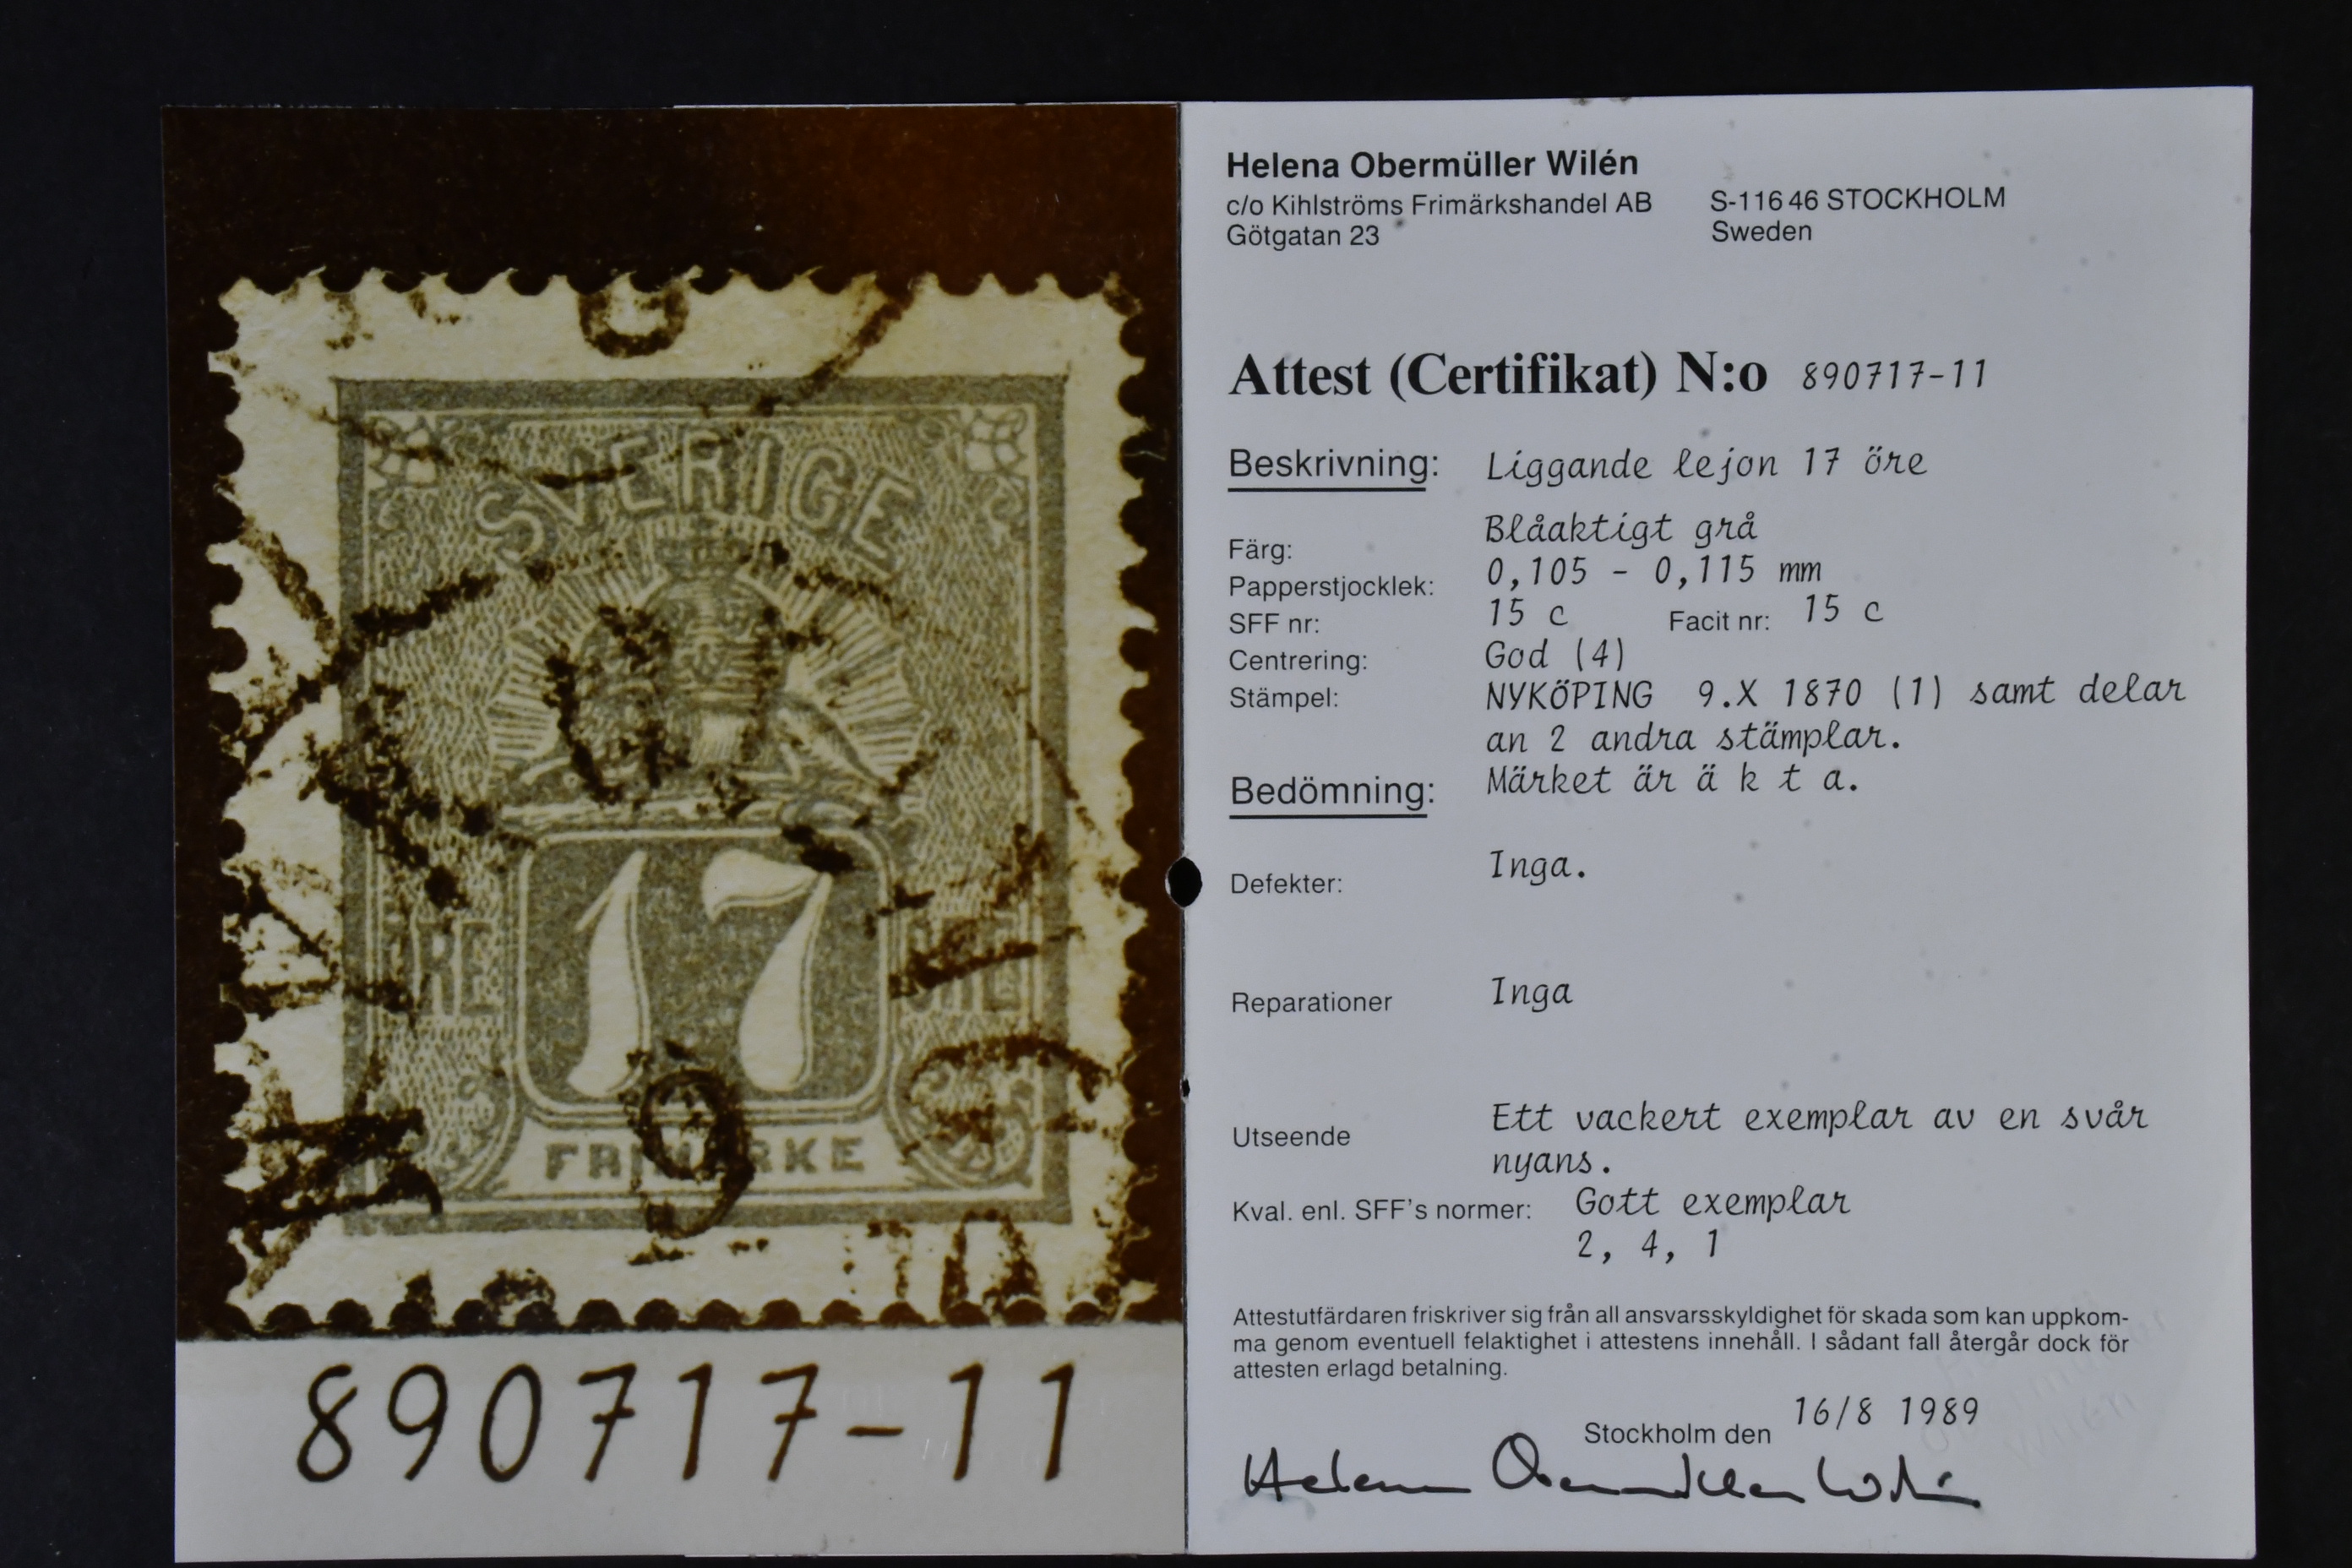 SVERIGE
17
FRIMÄRKE
9
890717-11
Helena Obermüller Wilén
c/o Kihlströms Frimärkshandel AB S-116 46 STOCKHOLM
Götgatan 23 Sweden
Attest (Certifikat) N:o 890717-11
Beskrivning: Liggande lejon 17 öre
Färg: Blåaktigt grå
Papperstjocklek: 0,105 - 0,115 mm
SFF nr: 15 c Facit nr: 15 c
Centrering: God (4)
Stämpel: NYKÖPING 9.X 1870 (1) samt delar
an 2 andra stämplar.
Bedömning: Märket är ä k t a.
Defekter: Inga.
Reparationer Inga
Utseende Ett vackert exemplar av en svår
nyans.
Kval. enl. SFF's normer: Gott exemplar
2, 4, 1
Attestutfärdaren friskriver sig från all ansvarsskyldighet för skada som kan uppkom-
ma genom eventuell felaktighet i attestens innehåll. I sådant fall återgår dock för
attesten erlagd betalning.
Stockholm den 16/8 1989
Helena Obermüller Wilén